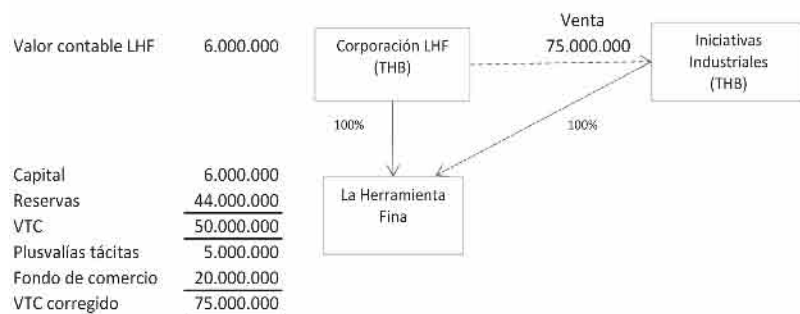 Venta
Valor contable LHF 6.000.000
Corporación LHF
(THB)
75.000.000
Iniciativas
Industriales
(THB)
100%
100%
Capital 6.000.000
Reservas 44.000.000
VTC 50.000.000
Plusvalías tácitas 5.000.000
Fondo de comercio 20.000.000
VTC corregido 75.000.000
La Herramienta
Fina